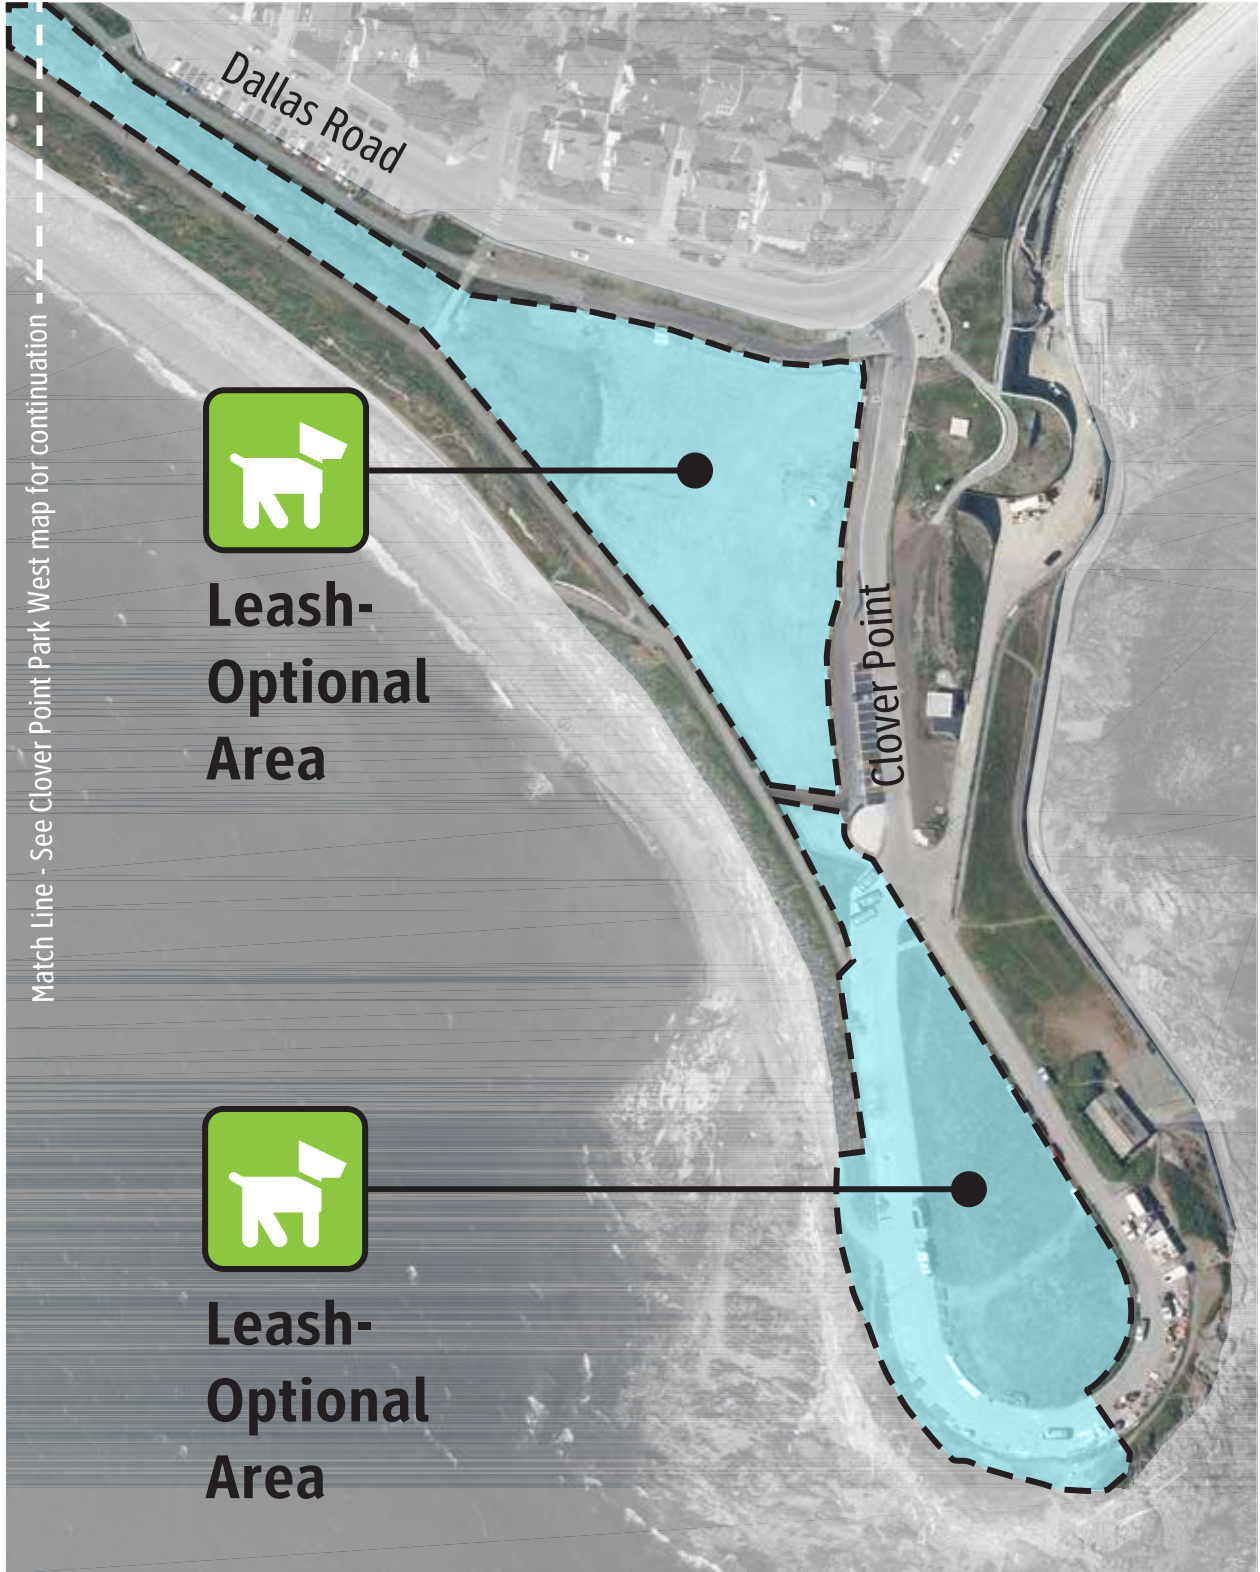 Dallas Road
Match Line - See Clover Point Park West map for continuation
Leash-
Optional
Area
Clover Point
Leash-
Optional
Area